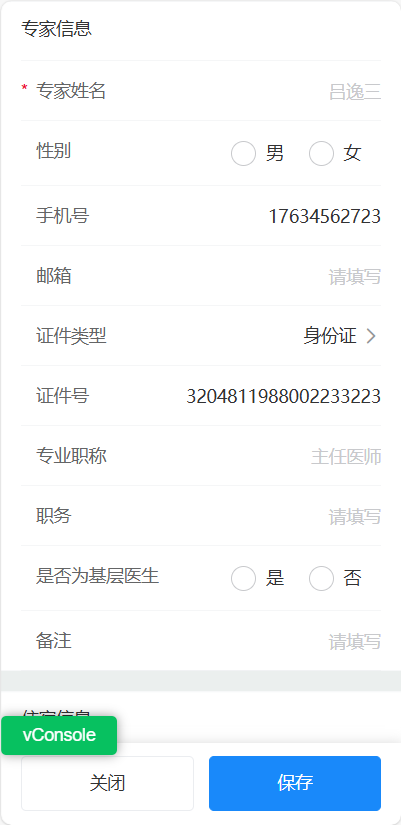 专家信息
* 专家姓名 吕逸三
性别 男 女
手机号 17634562723
邮箱 请填写
证件类型 身份证
证件号 3204811988002233223
专业职称 主任医师
职务 请填写
是否为基层医生 是 否
备注 请填写
vConsole
关闭 保存